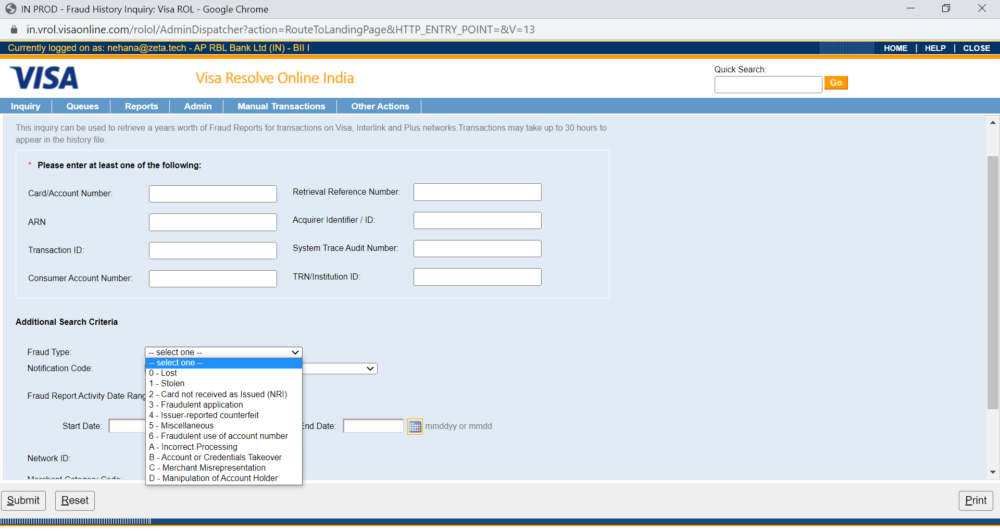 IN PROD - Fraud History Inquiry: Visa ROL - Google Chrome
in.vrol.visaonline.com/rolol/AdminDispatcher?action=RouteToLandingPage&HTTP_ENTRY_POINT=&V=13
Currently logged on as: nehana@zeta.tech - AP RBL Bank Ltd (IN) - BII I
HOME | HELP | CLOSE
VISA
Visa Resolve Online India
Quick Search:
Go
Inquiry Queues Reports Admin Manual Transactions Other Actions
This inquiry can be used to retrieve a years worth of Fraud Reports for transactions on Visa, Interlink and Plus networks.Transactions may take up to 30 hours to
appear in the history file.
* Please enter at least one of the following:
Card/Account Number: Retrieval Reference Number:
ARN Acquirer Identifier / ID:
Transaction ID: System Trace Audit Number:
Consumer Account Number: TRN/Institution ID:
Additional Search Criteria
Fraud Type: -- select one --
-- select one --
Notification Code:
0 - Lost
1 - Stolen
2 - Card not received as Issued (NRI)
Fraud Report Activity Date Rang
3 - Fraudulent application
4 - Issuer-reported counterfeit
5 - Miscellaneous
Start Date: End Date: mmddyy or mmdd
6 - Fraudulent use of account number
A - Incorrect Processing
Network ID:
B - Account or Credentials Takeover
C - Merchant Misrepresentation
D - Manipulation of Account Holder
Merchant Category Code:
Submit Reset Print